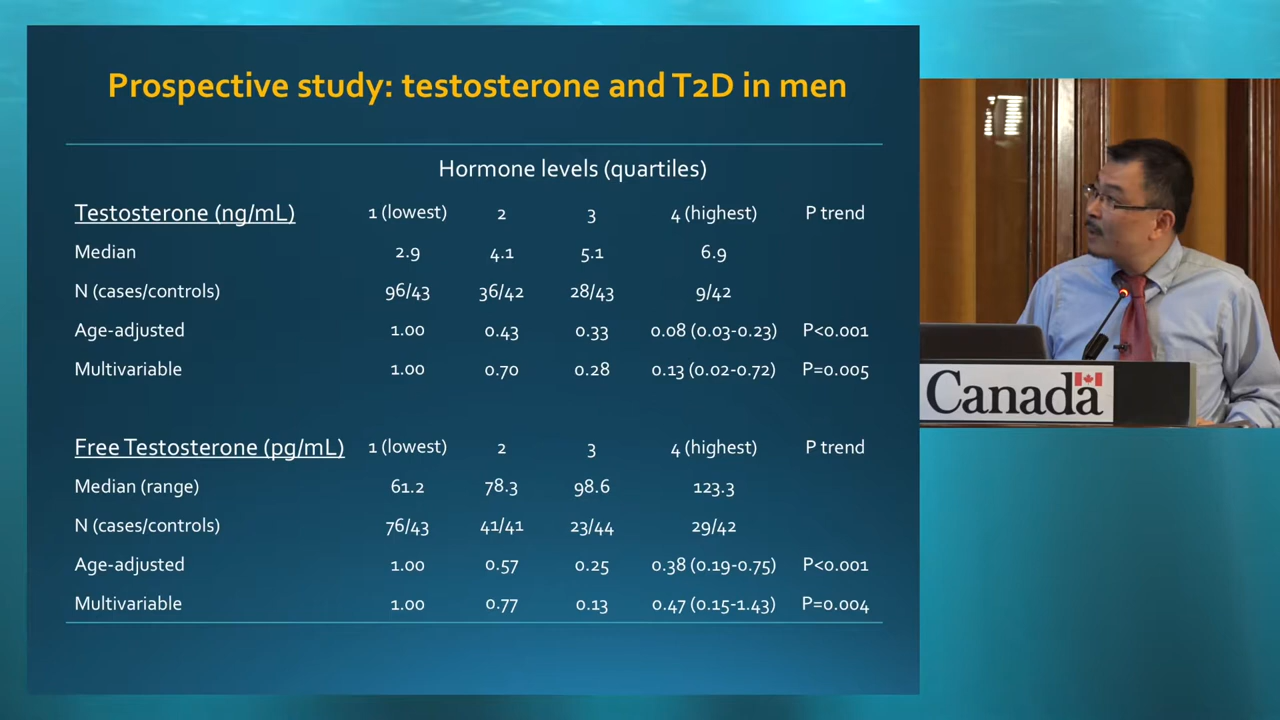 Prospective study: testosterone and T2D in men
Hormone levels (quartiles)
Testosterone (ng/mL) 1 (lowest) 2 3 4 (highest) P trend
Median 2.9 4.1 5.1 6.9
N (cases/controls) 96/43 36/42 28/43 9/42
Age-adjusted 1.00 0.43 0.33 0.08 (0.03-0.23) P<0.001
Multivariable 1.00 0.70 0.28 0.13 (0.02-0.72) P=0.005
Free Testosterone (pg/mL) 1 (lowest) 2 3 4 (highest) P trend
Median (range) 61.2 78.3 98.6 123.3
N (cases/controls) 76/43 41/41 23/44 29/42
Age-adjusted 1.00 0.57 0.25 0.38 (0.19-0.75) P<0.001
Multivariable 1.00 0.77 0.13 0.47 (0.15-1.43) P=0.004
Canada